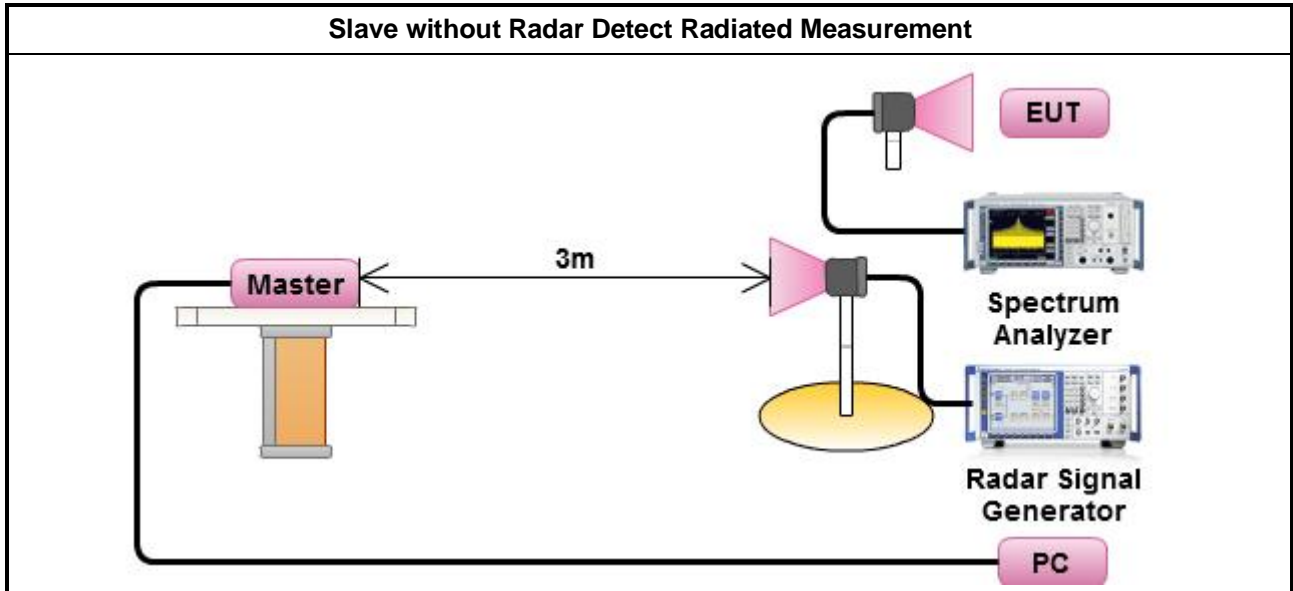 Slave without Radar Detect Radiated Measurement
EUT
3m
Master
Spectrum
Analyzer
Radar Signal
Generator
PC